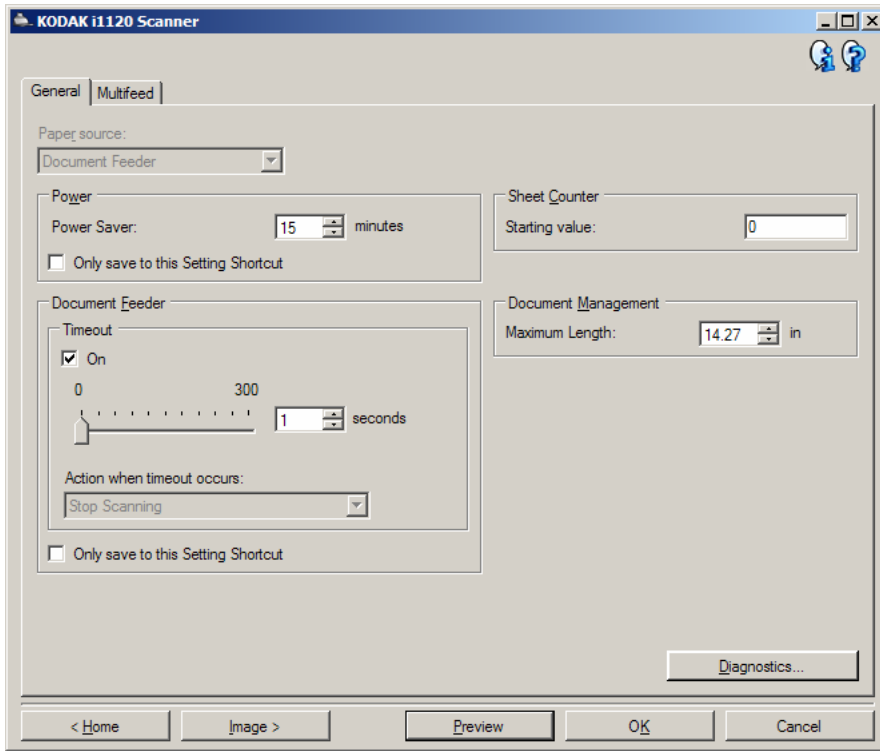 KODAK i1120 Scanner
General
Multifeed
Paper source:
Document Feeder
Power
Power Saver:
15
minutes
Only save to this Setting Shortcut
Sheet Counter
Starting value:
0
Document Feeder
Timeout
On
0
300
1
seconds
Action when timeout occurs:
Stop Scanning
Only save to this Setting Shortcut
Document Management
Maximum Length:
14.27
in
Diagnostics...
< Home
Image >
Preview
OK
Cancel